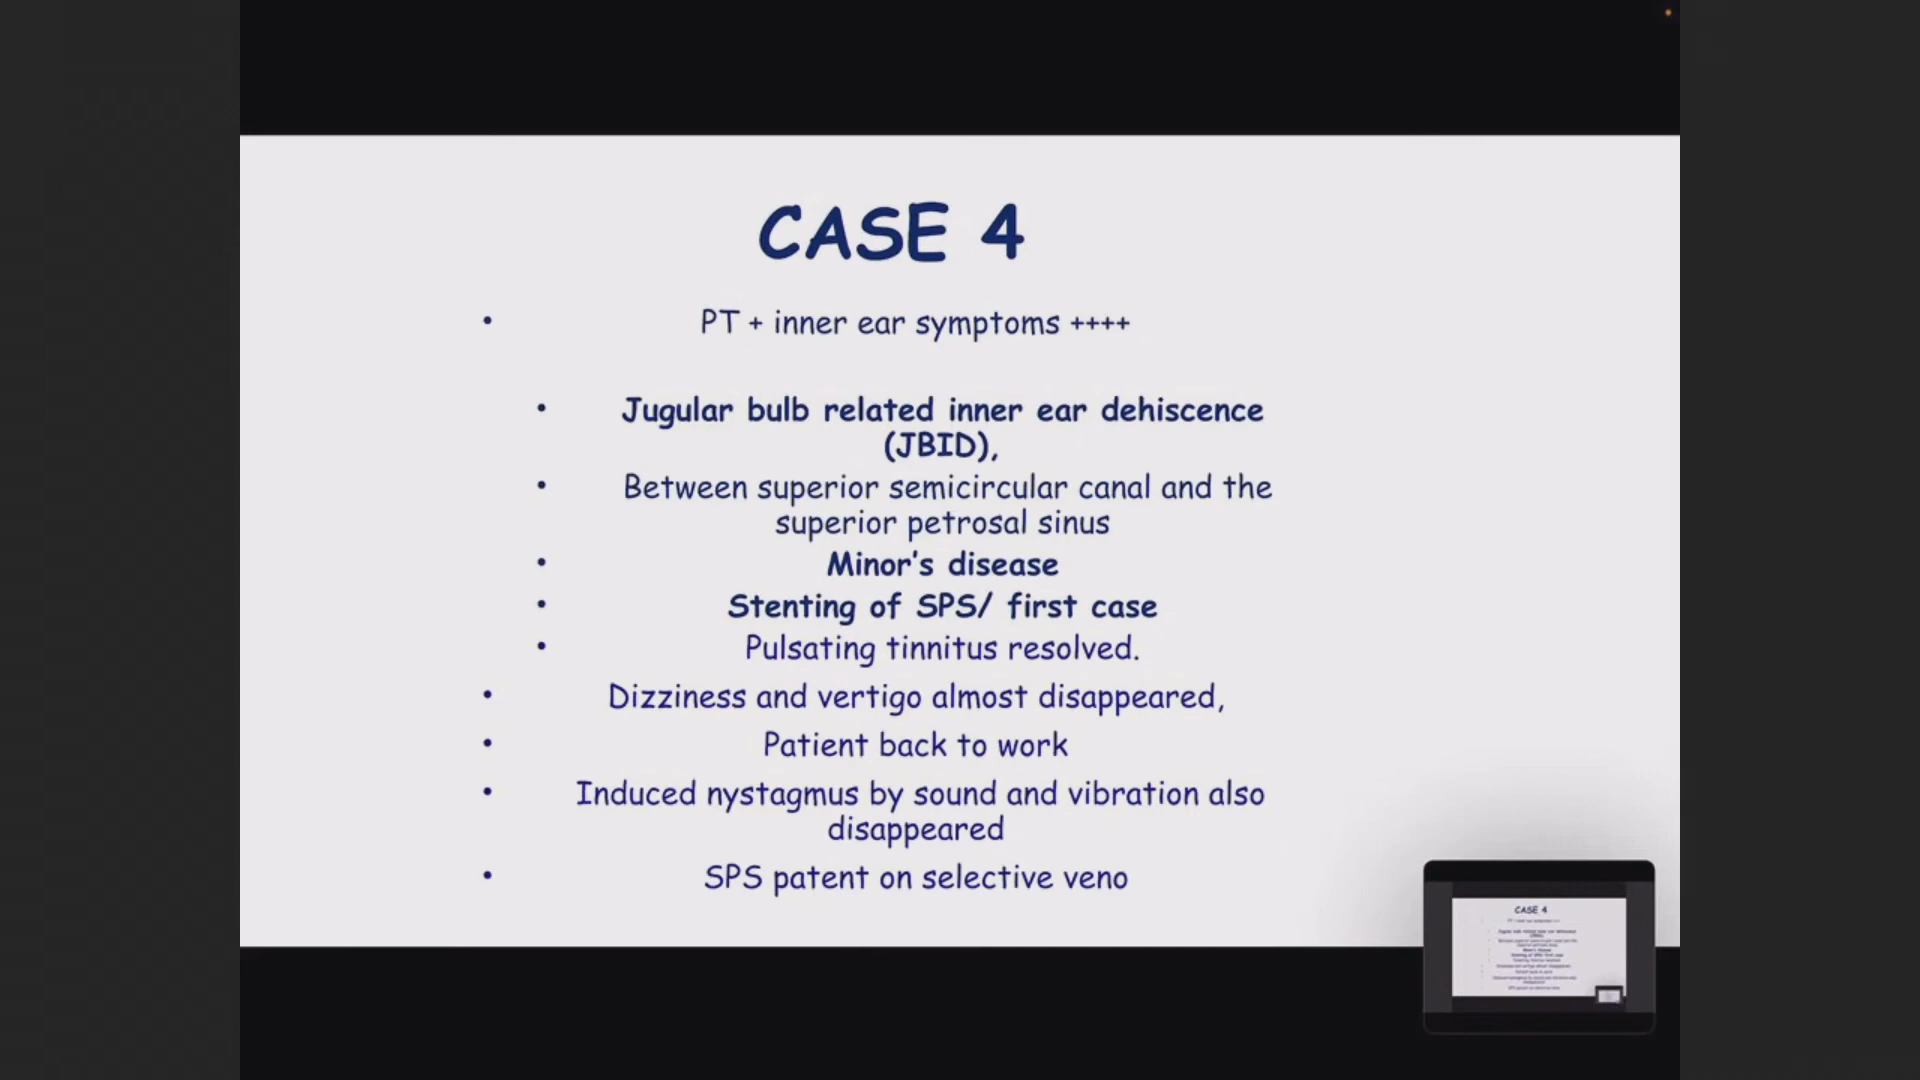 CASE 4
• PT + inner ear symptoms ++++
• Jugular bulb related inner ear dehiscence
(JBID),
• Between superior semicircular canal and the
superior petrosal sinus
• Minor's disease
• Stenting of SPS/ first case
• Pulsating tinnitus resolved.
• Dizziness and vertigo almost disappeared,
• Patient back to work
• Induced nystagmus by sound and vibration also
disappeared
• SPS patent on selective veno
CASE 4